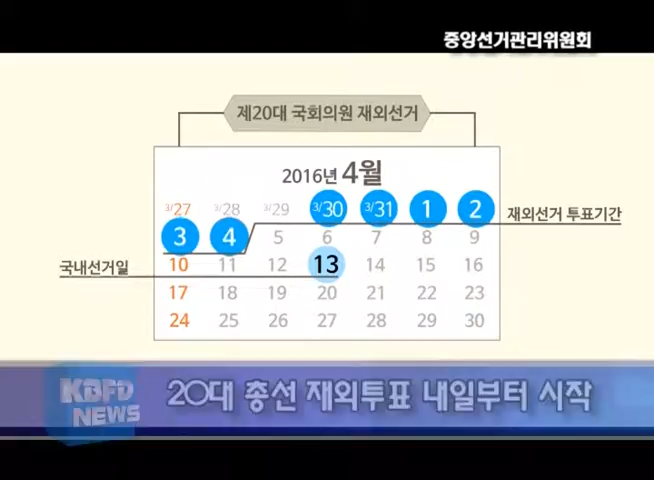 중앙선거관리위원회
제20대 국회의원 재외선거
2016년 4월
3/27 3/28 3/29 3/30 3/31 1 2
재외선거 투표기간
3 4 5 6 7 8 9
국내선거일
10 11 12 13 14 15 16
17 18 19 20 21 22 23
24 25 26 27 28 29 30
KBFD
NEWS
20대 총선 재외투표 내일부터 시작